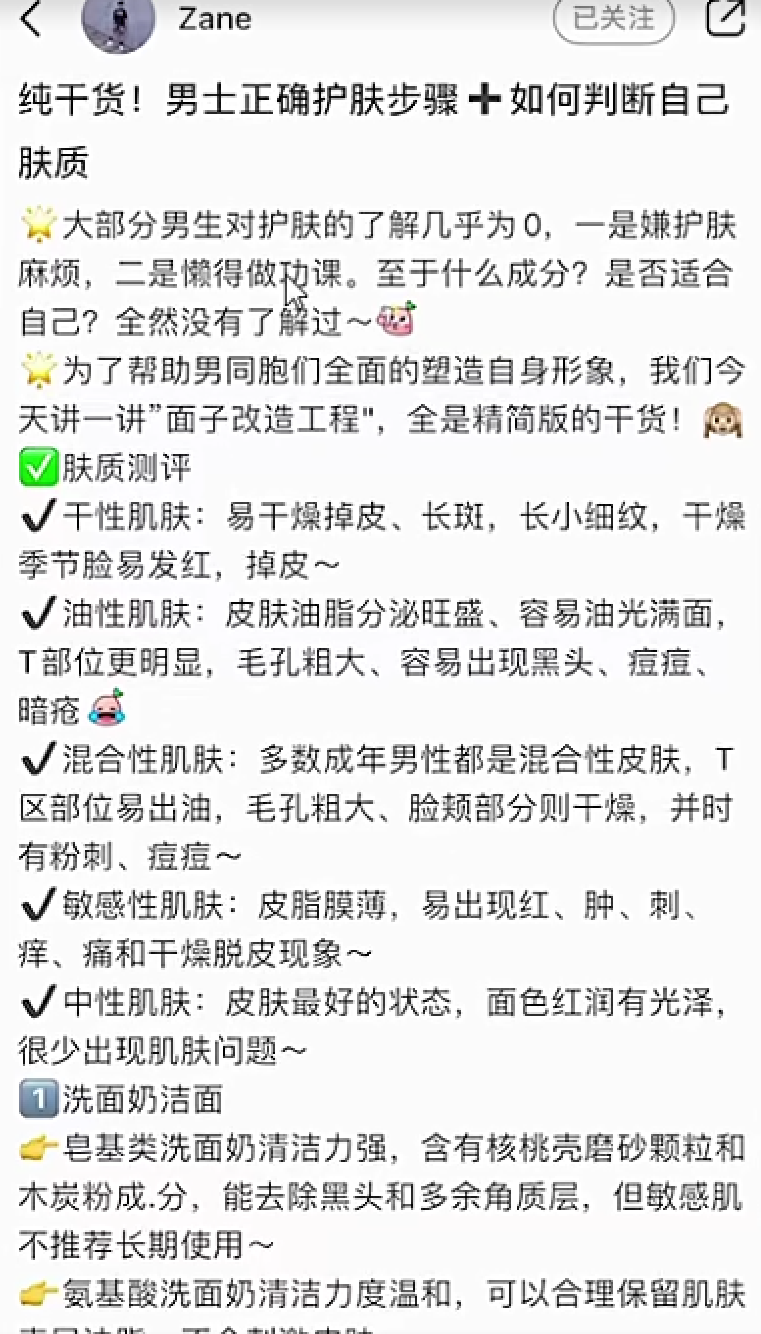 Zane
已关注
纯干货！男士正确护肤步骤➕如何判断自己
肤质
🌟大部分男生对护肤的了解几乎为0，一是嫌护肤
麻烦，二是懒得做功课。至于什么成分？是否适合
自己？全然没有了解过～
🌟为了帮助男同胞们全面的塑造自身形象，我们今
天讲一讲”面子改造工程"，全是精简版的干货！🙉
✅肤质测评
✔干性肌肤：易干燥掉皮、长斑，长小细纹，干燥
季节脸易发红，掉皮～
✔油性肌肤：皮肤油脂分泌旺盛、容易油光满面，
T部位更明显，毛孔粗大、容易出现黑头、痘痘、
暗疮
✔混合性肌肤：多数成年男性都是混合性皮肤，T
区部位易出油，毛孔粗大、脸颊部分则干燥，并时
有粉刺、痘痘～
✔敏感性肌肤：皮脂膜薄，易出现红、肿、刺、
痒、痛和干燥脱皮现象～
✔中性肌肤：皮肤最好的状态，面色红润有光泽，
很少出现肌肤问题～
1️⃣洗面奶洁面
👉皂基类洗面奶清洁力强，含有核桃壳磨砂颗粒和
木炭粉成.分，能去除黑头和多余角质层，但敏感肌
不推荐长期使用～
👉氨基酸洗面奶清洁力度温和，可以合理保留肌肤